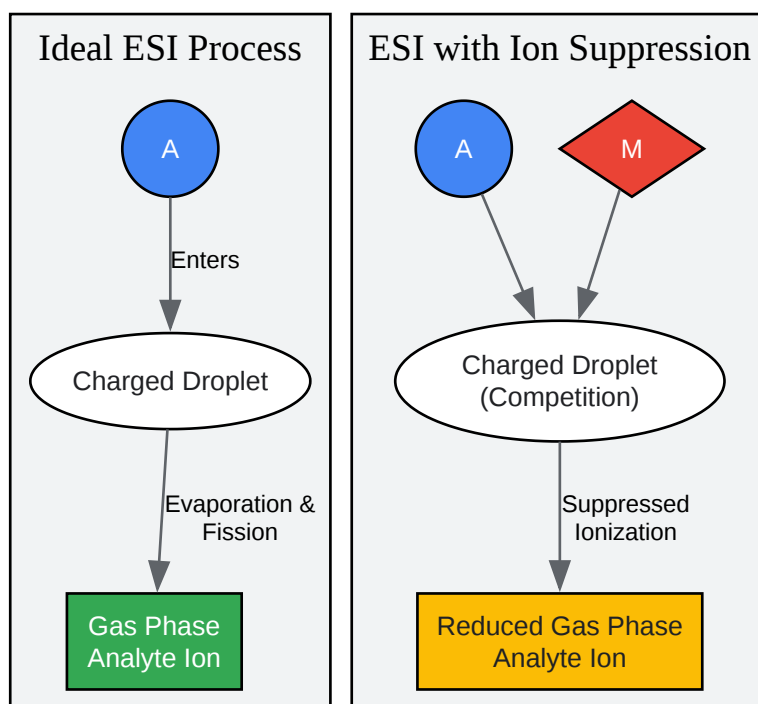 Ideal ESI Process
A
Enters
Charged Droplet
Evaporation &
Fission
Gas Phase
Analyte Ion
ESI with Ion Suppression
A
M
Charged Droplet
(Competition)
Suppressed
Ionization
Reduced Gas Phase
Analyte Ion